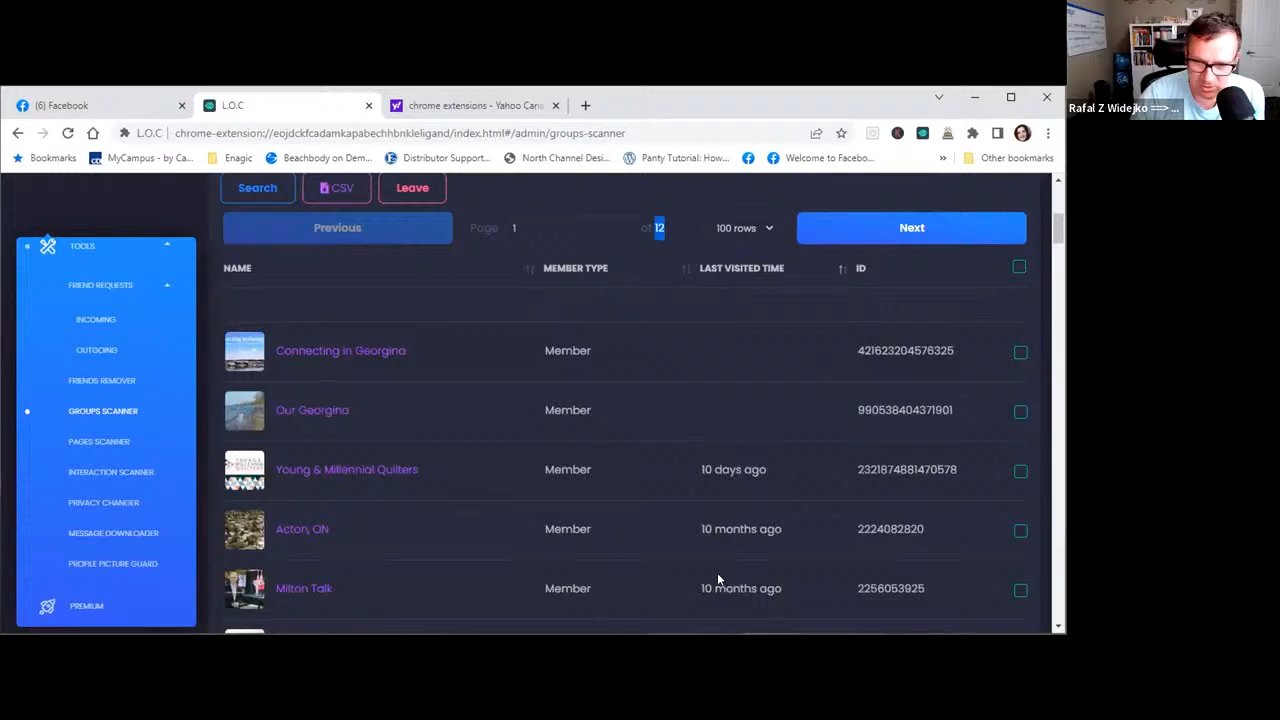 Rafal Z Widejko ==> ...
(6) Facebook
L.O.C
chrome extensions - Yahoo Cana
L.O.C | chrome-extension://eojdckfcadamkapabechhbnkleligand/index.html#/admin/groups-scanner
Bookmarks
MyCampus - by Ca...
Enagic
Beachbody on Dem...
Distributor Support...
North Channel Desi...
Panty Tutorial: How...
Welcome to Facebo...
»
Other bookmarks
Search
CSV
Leave
Previous
Page 1 of 12
100 rows
Next
TOOLS
FRIEND REQUESTS
INCOMING
OUTGOING
FRIENDS REMOVER
GROUPS SCANNER
PAGES SCANNER
INTERACTION SCANNER
PRIVACY CHANGER
MESSAGE DOWNLOADER
PROFILE PICTURE GUARD
PREMIUM
NAME MEMBER TYPE LAST VISITED TIME ID
Connecting in Georgina Member 421623204576325
Our Georgina Member 990538404371901
Young & Millennial Quilters Member 10 days ago 2321874881470578
Acton, ON Member 10 months ago 2224082820
Milton Talk Member 10 months ago 2256053925